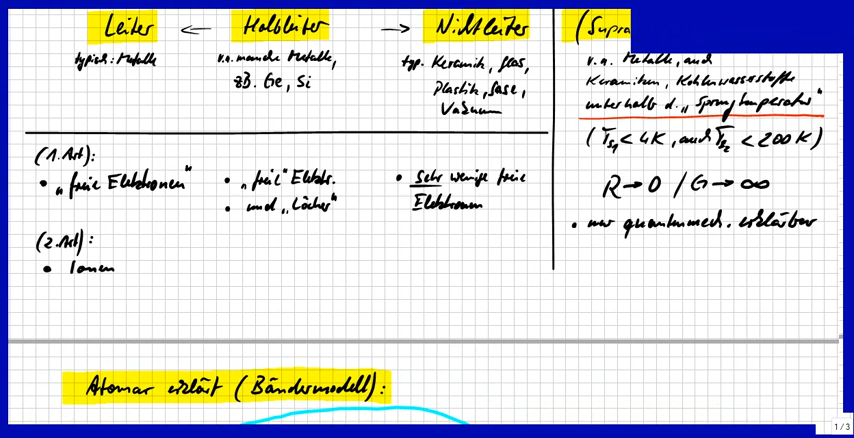 Leiter ← Halbleiter → Nichtleiter (Supra
typisch: Metalle
v.a. manche Metalle,
zB. Ge, Si
typ. Keramik, Glas,
Plastik, Gase,
Vakuum
v.a. Metalle, auch
Keramiken, Kohlenwasserstoffe
unterhalb d. „Sprungtemperatur"
(Ts1 < 4K, auch Ts2 < 200K)
R → 0 / G → ∞
• nur quantenmech. erklärbar
(1. Art):
• „freie Elektronen"
• „freie" Elektr.
• und „Löcher"
• sehr wenige freie
Elektronen
(2. Art):
• Ionen
Atomar erklärt (Bändermodell):
1 / 3